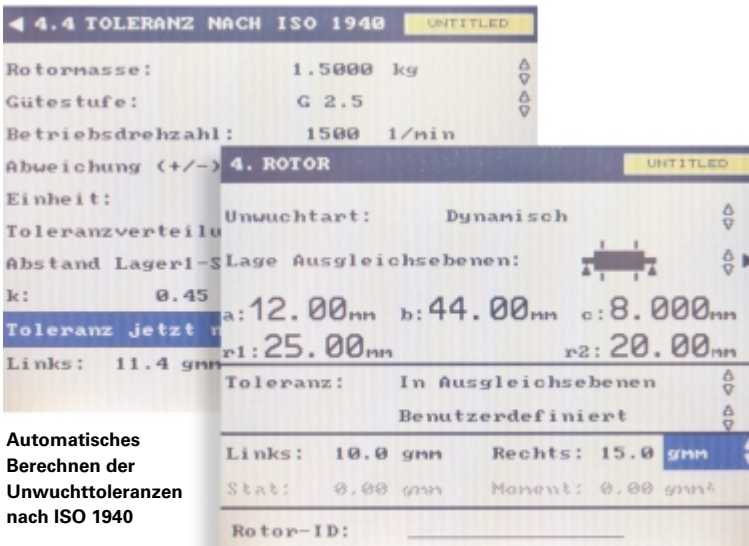 4.4 TOLERANZ NACH ISO 1940 UNTITLED
Rotormasse: 1.5000 kg
Gütestufe: G 2.5
Betriebsdrehzahl: 1500 1/min
Abweichung (+/-)
Einheit:
Toleranzverteilu
Abstand Lager1-S
k: 0.45
Toleranz jetzt
Links: 11.4 gmm
4. ROTOR UNTITLED
Unwuchtart: Dynamisch
Lage Ausgleichsebenen:
a:12.00mm b:44.00mm c:8.000mm
r1:25.00mm r2:20.00mm
Toleranz: In Ausgleichsebenen
Benutzerdefiniert
Links: 10.0 gmm Rechts: 15.0 gmm
Stat: 0,00 gmm Moment: 0,00 gmm²
Rotor-ID:
Automatisches
Berechnen der
Unwuchttoleranzen
nach ISO 1940